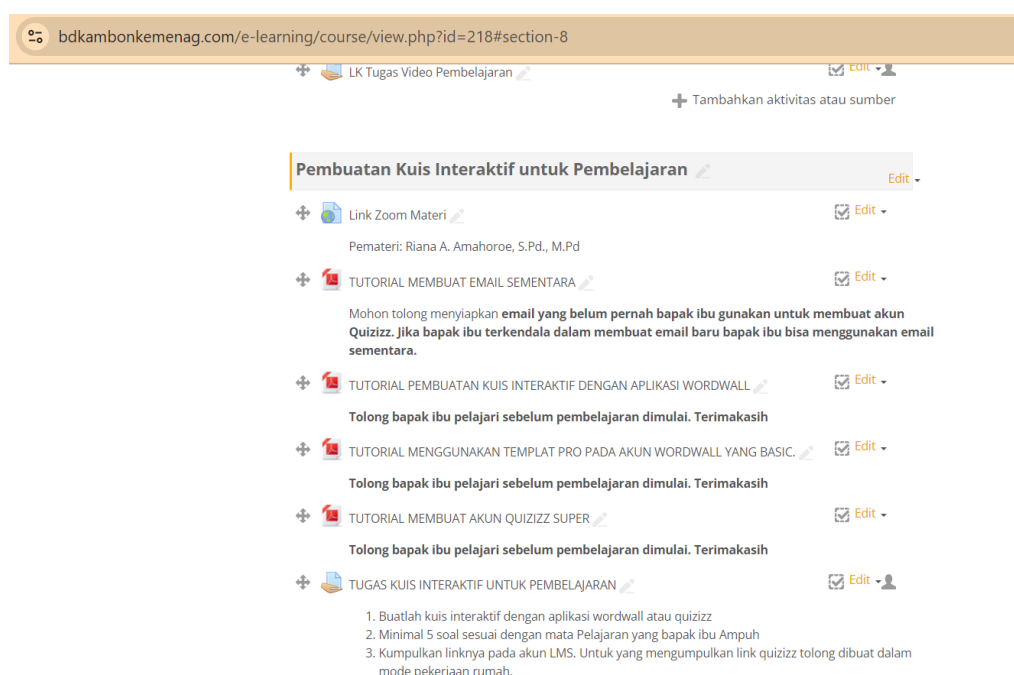 bdkambonkemenag.com/e-learning/course/view.php?id=218#section-8
LK Tugas Video Pembelajaran
Edit
Tambahkan aktivitas atau sumber
Pembuatan Kuis Interaktif untuk Pembelajaran
Edit
Link Zoom Materi
Edit
Pemateri: Riana A. Amahoroe, S.Pd., M.Pd
TUTORIAL MEMBUAT EMAIL SEMENTARA
Edit
Mohon tolong menyiapkan email yang belum pernah bapak ibu gunakan untuk membuat akun
Quizizz. Jika bapak ibu terkendala dalam membuat email baru bapak ibu bisa menggunakan email
sementara.
TUTORIAL PEMBUATAN KUIS INTERAKTIF DENGAN APLIKASI WORDWALL
Edit
Tolong bapak ibu pelajari sebelum pembelajaran dimulai. Terimakasih
TUTORIAL MENGGUNAKAN TEMPLAT PRO PADA AKUN WORDWALL YANG BASIC.
Edit
Tolong bapak ibu pelajari sebelum pembelajaran dimulai. Terimakasih
TUTORIAL MEMBUAT AKUN QUIZIZZ SUPER
Edit
Tolong bapak ibu pelajari sebelum pembelajaran dimulai. Terimakasih
TUGAS KUIS INTERAKTIF UNTUK PEMBELAJARAN
Edit
1. Buatlah kuis interaktif dengan aplikasi wordwall atau quizizz
2. Minimal 5 soal sesuai dengan mata Pelajaran yang bapak ibu Ampuh
3. Kumpulkan linknya pada akun LMS. Untuk yang mengumpulkan link quizizz tolong dibuat dalam
mode pekerjaan rumah.